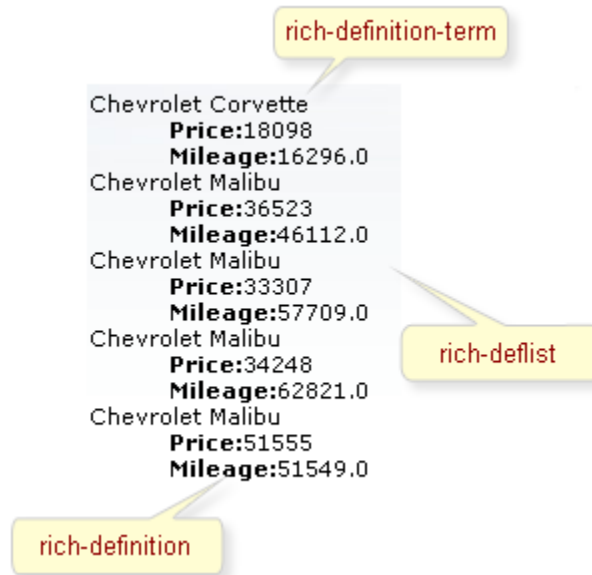 rich-definition-term
Chevrolet Corvette
Price:18098
Mileage:16296.0
Chevrolet Malibu
Price:36523
Mileage:46112.0
Chevrolet Malibu
Price:33307
Mileage:57709.0
Chevrolet Malibu
Price:34248
Mileage:62821.0
rich-deflist
Chevrolet Malibu
Price:51555
Mileage:51549.0
rich-definition